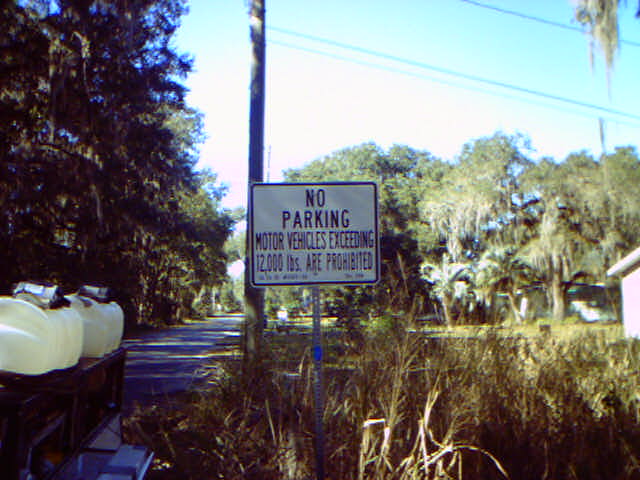 NO
PARKING
MOTOR VEHICLES EXCEEDING
12,000 lbs. ARE PROHIBITED